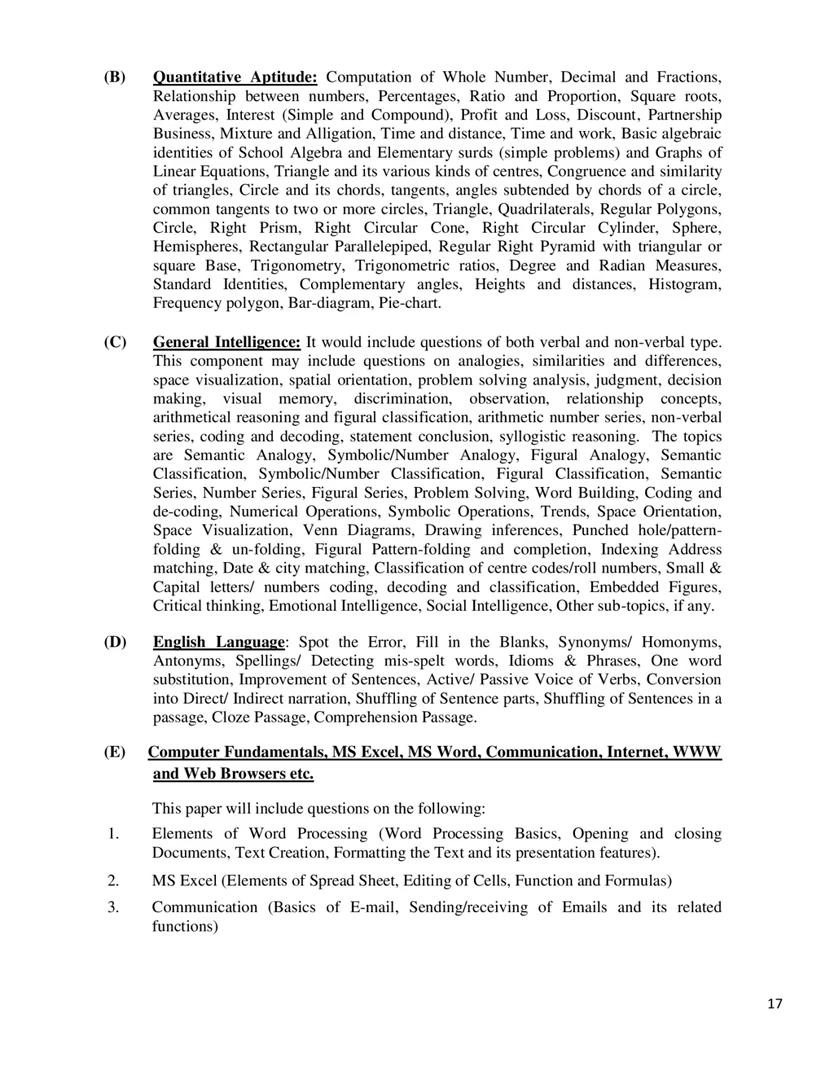 (B) Quantitative Aptitude: Computation of Whole Number, Decimal and Fractions,
Relationship between numbers, Percentages, Ratio and Proportion, Square roots,
Averages, Interest (Simple and Compound), Profit and Loss, Discount, Partnership
Business, Mixture and Alligation, Time and distance, Time and work, Basic algebraic
identities of School Algebra and Elementary surds (simple problems) and Graphs of
Linear Equations, Triangle and its various kinds of centres, Congruence and similarity
of triangles, Circle and its chords, tangents, angles subtended by chords of a circle,
common tangents to two or more circles, Triangle, Quadrilaterals, Regular Polygons,
Circle, Right Prism, Right Circular Cone, Right Circular Cylinder, Sphere,
Hemispheres, Rectangular Parallelepiped, Regular Right Pyramid with triangular or
square Base, Trigonometry, Trigonometric ratios, Degree and Radian Measures,
Standard Identities, Complementary angles, Heights and distances, Histogram,
Frequency polygon, Bar-diagram, Pie-chart.
(C) General Intelligence: It would include questions of both verbal and non-verbal type.
This component may include questions on analogies, similarities and differences,
space visualization, spatial orientation, problem solving analysis, judgment, decision
making, visual memory, discrimination, observation, relationship concepts,
arithmetical reasoning and figural classification, arithmetic number series, non-verbal
series, coding and decoding, statement conclusion, syllogistic reasoning. The topics
are Semantic Analogy, Symbolic/Number Analogy, Figural Analogy, Semantic
Classification, Symbolic/Number Classification, Figural Classification, Semantic
Series, Number Series, Figural Series, Problem Solving, Word Building, Coding and
de-coding, Numerical Operations, Symbolic Operations, Trends, Space Orientation,
Space Visualization, Venn Diagrams, Drawing inferences, Punched hole/pattern-
folding & un-folding, Figural Pattern-folding and completion, Indexing Address
matching, Date & city matching, Classification of centre codes/roll numbers, Small &
Capital letters/ numbers coding, decoding and classification, Embedded Figures,
Critical thinking, Emotional Intelligence, Social Intelligence, Other sub-topics, if any.
(D) English Language: Spot the Error, Fill in the Blanks, Synonyms/ Homonyms,
Antonyms, Spellings/ Detecting mis-spelt words, Idioms & Phrases, One word
substitution, Improvement of Sentences, Active/ Passive Voice of Verbs, Conversion
into Direct/ Indirect narration, Shuffling of Sentence parts, Shuffling of Sentences in a
passage, Cloze Passage, Comprehension Passage.
(E) Computer Fundamentals, MS Excel, MS Word, Communication, Internet, WWW
and Web Browsers etc.
This paper will include questions on the following:
1. Elements of Word Processing (Word Processing Basics, Opening and closing
Documents, Text Creation, Formatting the Text and its presentation features).
2. MS Excel (Elements of Spread Sheet, Editing of Cells, Function and Formulas)
3. Communication (Basics of E-mail, Sending/receiving of Emails and its related
functions)
17